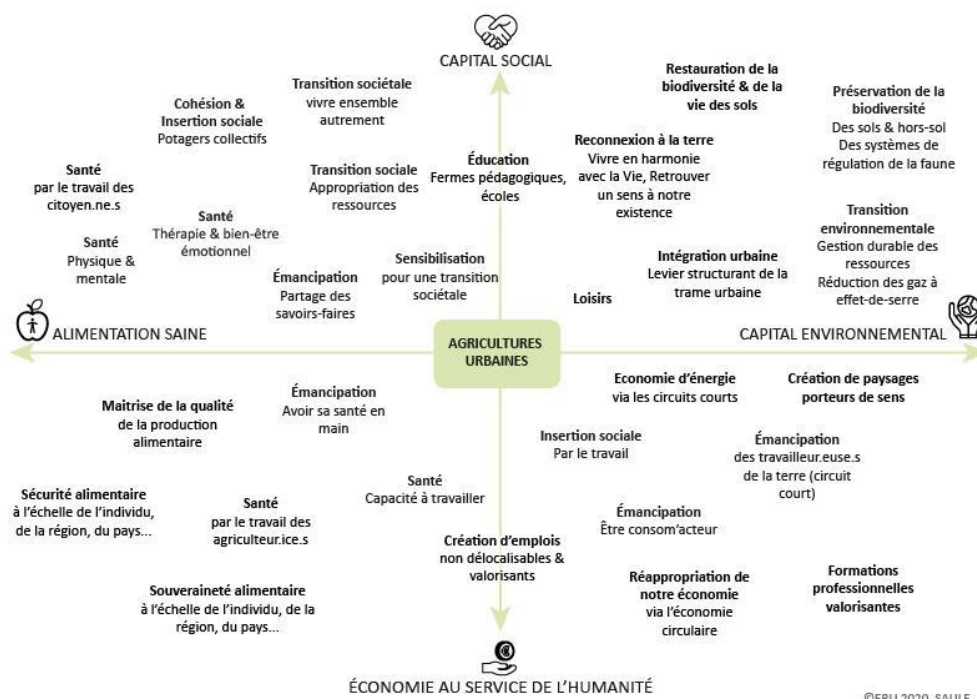 CAPITAL SOCIAL
Transition sociétale
vivre ensemble
autrement
Cohésion &
Insertion sociale
Potagers collectifs
Santé
par le travail des
citoyen.ne.s
Transition sociale
Appropriation des
ressources
Santé
Thérapie & bien-être
émotionnel
Santé
Physique &
mentale
Émancipation
Partage des
savoirs-faires
Sensibilisation
pour une transition
sociétale
Éducation
Fermes pédagogiques,
écoles
Restauration de la
biodiversité & de la
vie des sols
Préservation de la
biodiversité
Des sols & hors-sol
Des systèmes de
régulation de la faune
Reconnexion à la terre
Vivre en harmonie
avec la Vie, Retrouver
un sens à notre
existence
Transition
environnementale
Gestion durable des
ressources
Réduction des gaz à
effet-de-serre
Intégration urbaine
Levier structurant de la
trame urbaine
Loisirs
ALIMENTATION SAINE
AGRICULTURES
URBAINES
CAPITAL ENVIRONNEMENTAL
Maitrise de la qualité
de la production
alimentaire
Émancipation
Avoir sa santé en
main
Sécurité alimentaire
à l'échelle de l'individu,
de la région, du pays...
Santé
par le travail des
agriculteur.ice.s
Santé
Capacité à travailler
Souveraineté alimentaire
à l'échelle de l'individu, de la
région, du pays...
Création d'emplois
non délocalisables &
valorisants
Economie d'énergie
via les circuits courts
Création de paysages
porteurs de sens
Insertion sociale
Par le travail
Émancipation
des travailleur.euse.s
de la terre (circuit
court)
Émancipation
Être consom'acteur
Réappropriation de
notre économie
via l'économie
circulaire
Formations
professionnelles
valorisantes
ÉCONOMIE AU SERVICE DE L'HUMANITÉ
2020